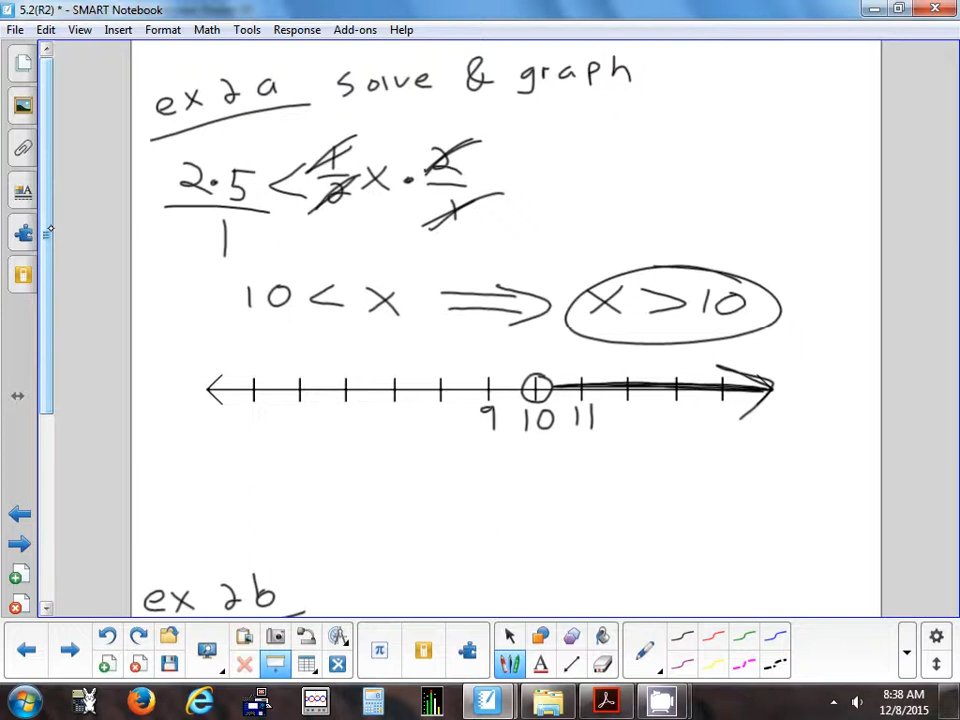 5.2(R2) * - SMART Notebook
File Edit View Insert Format Math Tools Response Add-ons Help
ex 2a solve & graph
2·5/1 < 1/2 x · 2/1
10 < x ⟹ x > 10
9 10 11
ex 2b
8:38 AM
12/8/2015